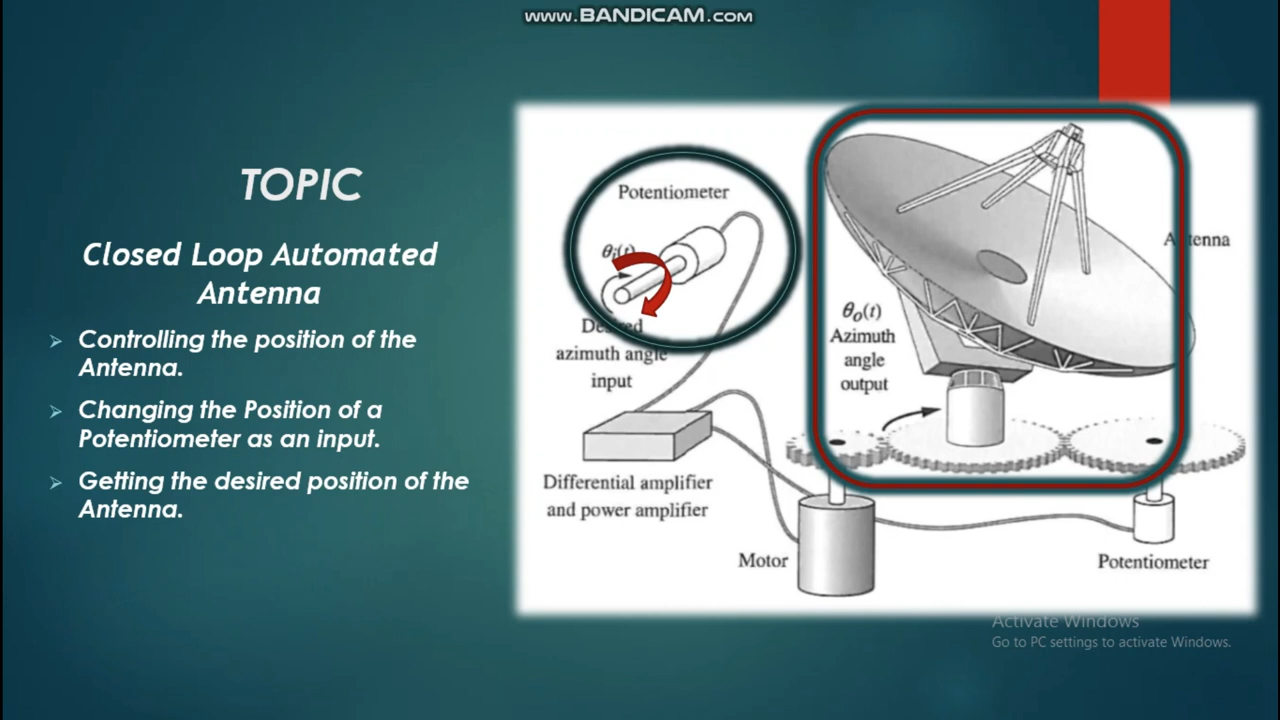 www.BANDICAM.com
TOPIC
Closed Loop Automated
Antenna
Controlling the position of the
Antenna.
Changing the Position of a
Potentiometer as an input.
Getting the desired position of the
Antenna.
Potentiometer
θi(t)
azimuth angle
input
Differential amplifier
and power amplifier
Motor
θo(t)
Azimuth
angle
output
Potentiometer
Activate Windows
Go to PC settings to activate Windows.